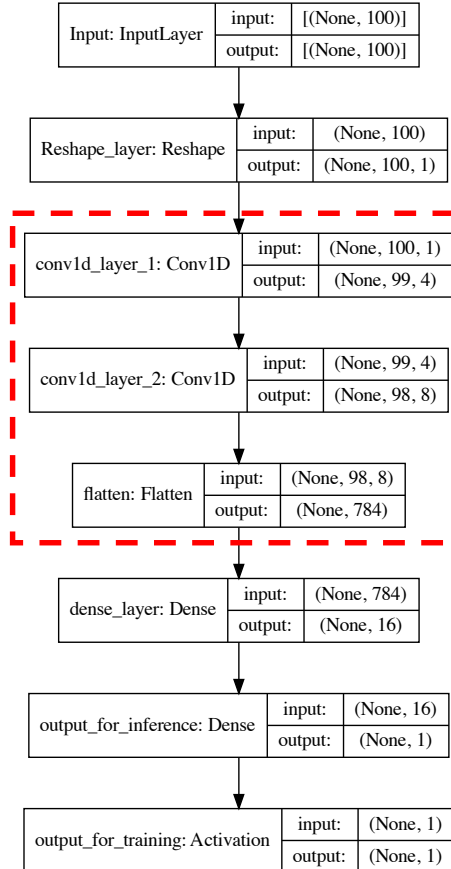 Input: InputLayer
input: [(None, 100)]
output: [(None, 100)]
Reshape_layer: Reshape
input: (None, 100)
output: (None, 100, 1)
conv1d_layer_1: Conv1D
input: (None, 100, 1)
output: (None, 99, 4)
conv1d_layer_2: Conv1D
input: (None, 99, 4)
output: (None, 98, 8)
flatten: Flatten
input: (None, 98, 8)
output: (None, 784)
dense_layer: Dense
input: (None, 784)
output: (None, 16)
output_for_inference: Dense
input: (None, 16)
output: (None, 1)
output_for_training: Activation
input: (None, 1)
output: (None, 1)